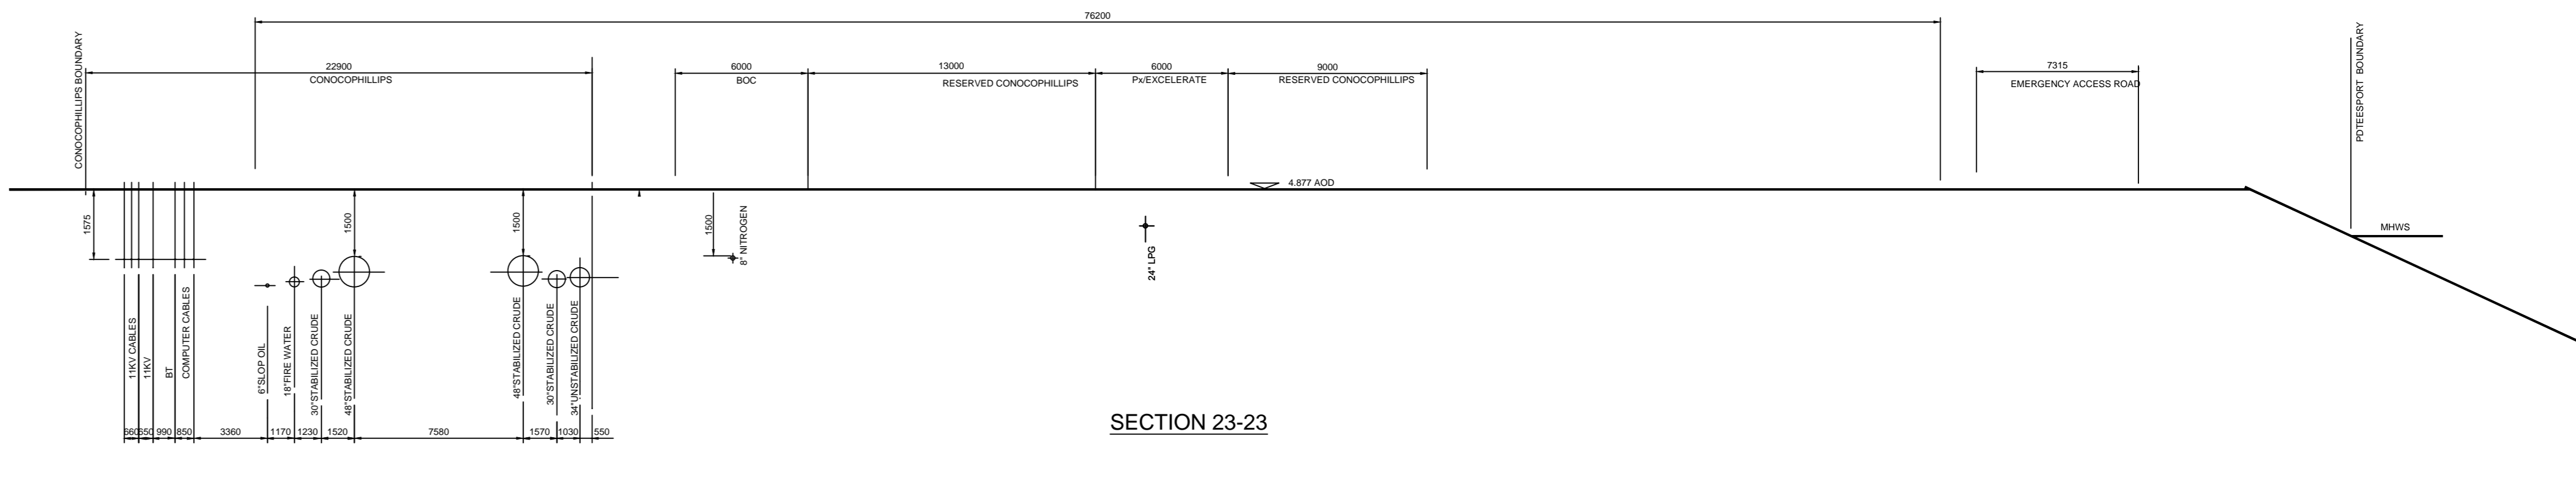 76200
CONOCOPHILLIPS BOUNDARY
22900
CONOCOPHILLIPS
6000
BOC
13000
RESERVED CONOCOPHILLIPS
6000
Px/EXCELERATE
9000
RESERVED CONOCOPHILLIPS
7315
EMERGENCY ACCESS ROAD
PDTEESPORT BOUNDARY
4.877 AOD
MHWS
1575
1500
1500
1500
8" NITROGEN
24" LPG
11KV CABLES
11KV
BT
COMPUTER CABLES
6"SLOP OIL
18"FIRE WATER
30"STABILIZED CRUDE
48"STABILIZED CRUDE
48"STABILIZED CRUDE
30"STABILIZED CRUDE
34"UNSTABILIZED CRUDE
660
650
990
850
3360
1170
1230
1520
7580
1570
1030
550
SECTION 23-23